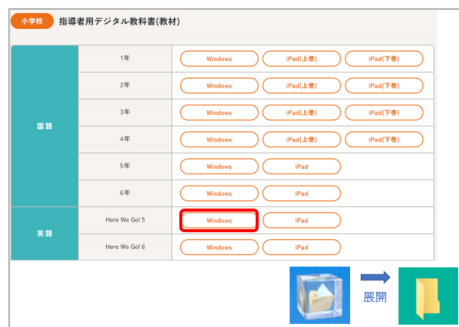 小学校 指導者用デジタル教科書(教材)
国語
1年 Windows iPad(上巻) iPad(下巻)
2年 Windows iPad(上巻) iPad(下巻)
3年 Windows iPad(上巻) iPad(下巻)
4年 Windows iPad(上巻) iPad(下巻)
5年 Windows iPad
6年 Windows iPad
英語
Here We Go! 5 Windows iPad
Here We Go! 6 Windows iPad
展開